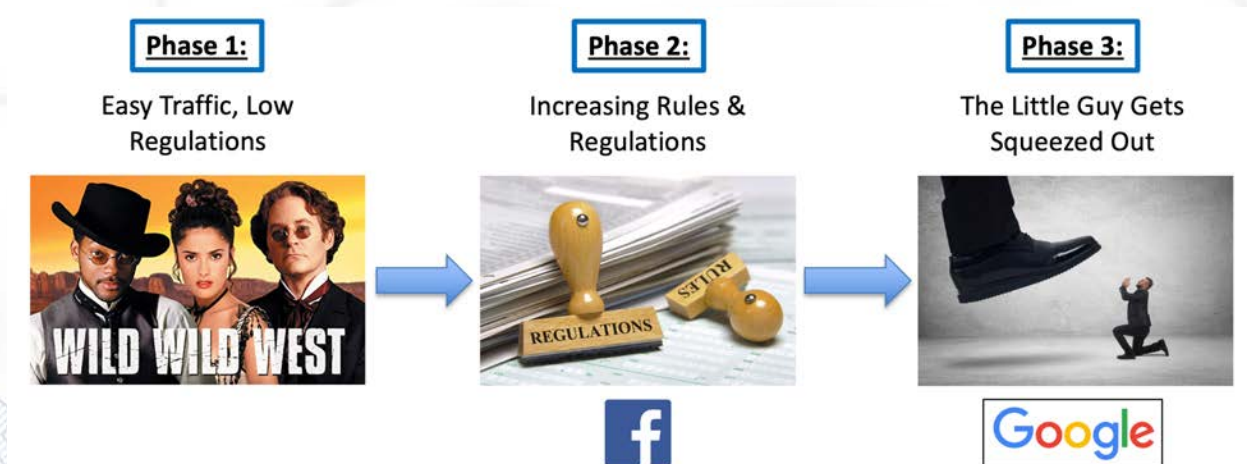 Phase 1:
Easy Traffic, Low
Regulations
WILD WILD WEST
Phase 2:
Increasing Rules &
Regulations
REGULATIONS
RULES
f
Phase 3:
The Little Guy Gets
Squeezed Out
Google